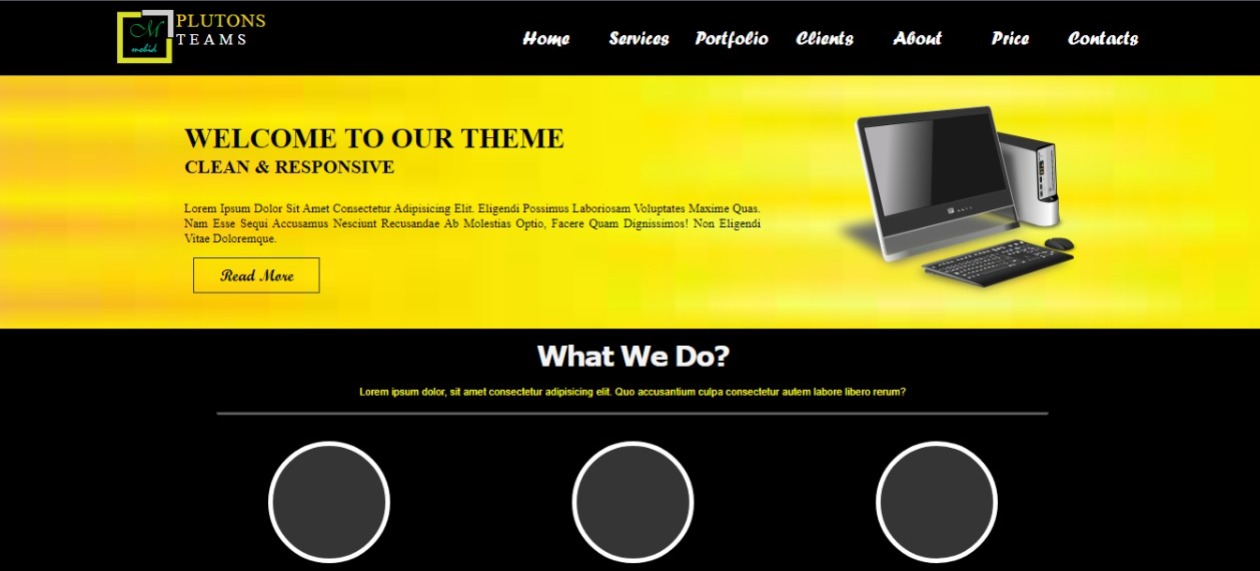 M
mobid
PLUTONS
TEAMS
Home Services Portfolio Clients About Price Contacts
WELCOME TO OUR THEME
CLEAN & RESPONSIVE
Lorem Ipsum Dolor Sit Amet Consectetur Adipisicing Elit. Eligendi Possimus Laboriosam Voluptates Maxime Quas.
Nam Esse Sequi Accusamus Nesciunt Recusandae Ab Molestias Optio, Facere Quam Dignissimos! Non Eligendi
Vitae Doloremque.
Read More
What We Do?
Lorem ipsum dolor, sit amet consectetur adipisicing elit. Quo accusantium culpa consectetur autem labore libero rerum?